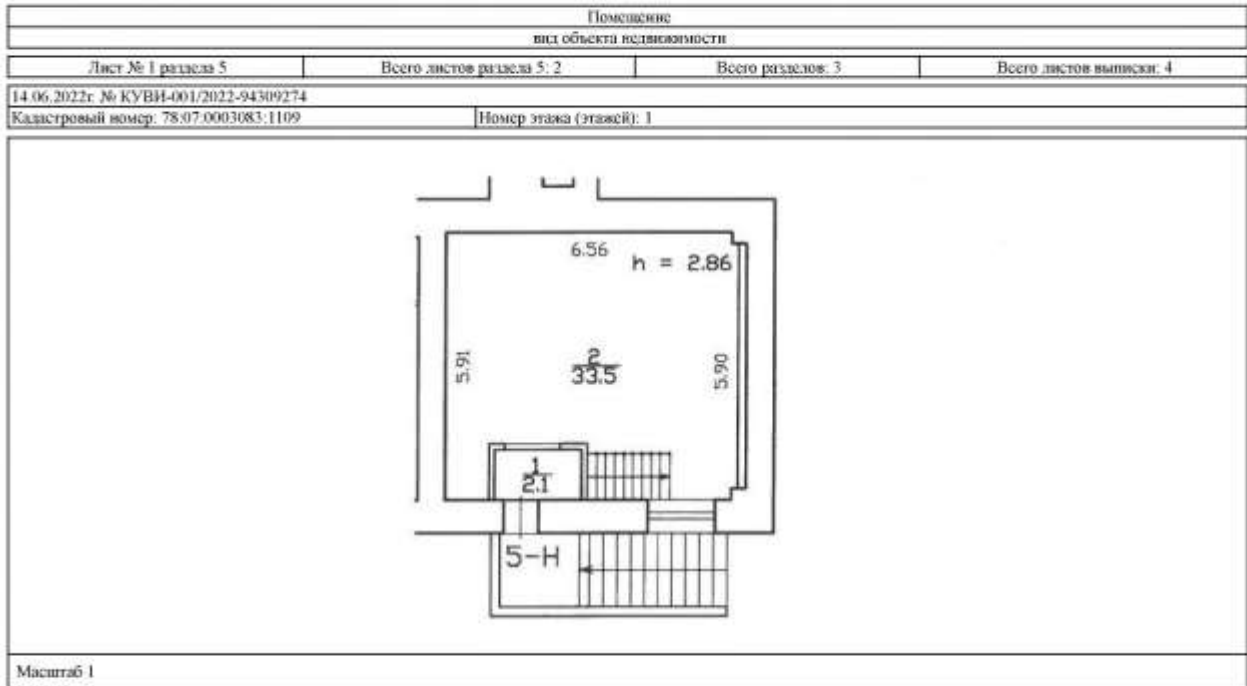 Помещение
вид объекта недвижимости
Лист № 1 раздела 5 Всего листов раздела 5: 2 Всего разделов: 3 Всего листов выписки: 4
14.06.2022г. № КУВИ-001/2022-94309274
Кадастровый номер: 78:07:0003083:1109 Номер этажа (этажей): 1
6.56
h = 2.86
5.91
2
33.5
5.90
1
2.1
5-Н
Масштаб 1